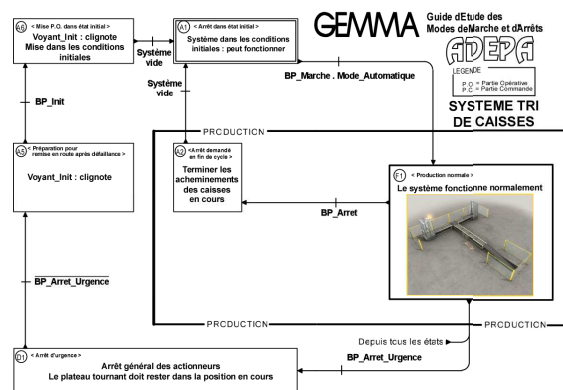 A6 < Mise P.O. dans état initial >
Voyant_Init : clignote
Mise dans les conditions
initiales
Système
vide
A1 < Arrêt dans état initial >
Système dans les conditions
initiales : peut fonctionner
GEMMA
Guide d'Etude des
Modes de Marche et d'Arrêts
ADEPA
LEGENDE
P.O. = Partie Opérative
P.C. = Partie Commande
SYSTEME TRI
DE CAISSES
BP_Init
Système
vide
BP_Marche . Mode_Automatique
PRODUCTION
A5 < Préparation pour
remise en route après défaillance >
Voyant_Init : clignote
A2 <Arrêt demandé
en fin de cycle >
Terminer les
acheminements
des caisses
en cours
BP_Arret
F1 < Production normale >
Le système fonctionne normalement
BP_Arret_Urgence
PRODUCTION
PRODUCTION
Depuis tous les états
BP_Arret_Urgence
D1 < Arrêt d'urgence >
Arrêt général des actionneurs
Le plateau tournant doit rester dans la position en cours